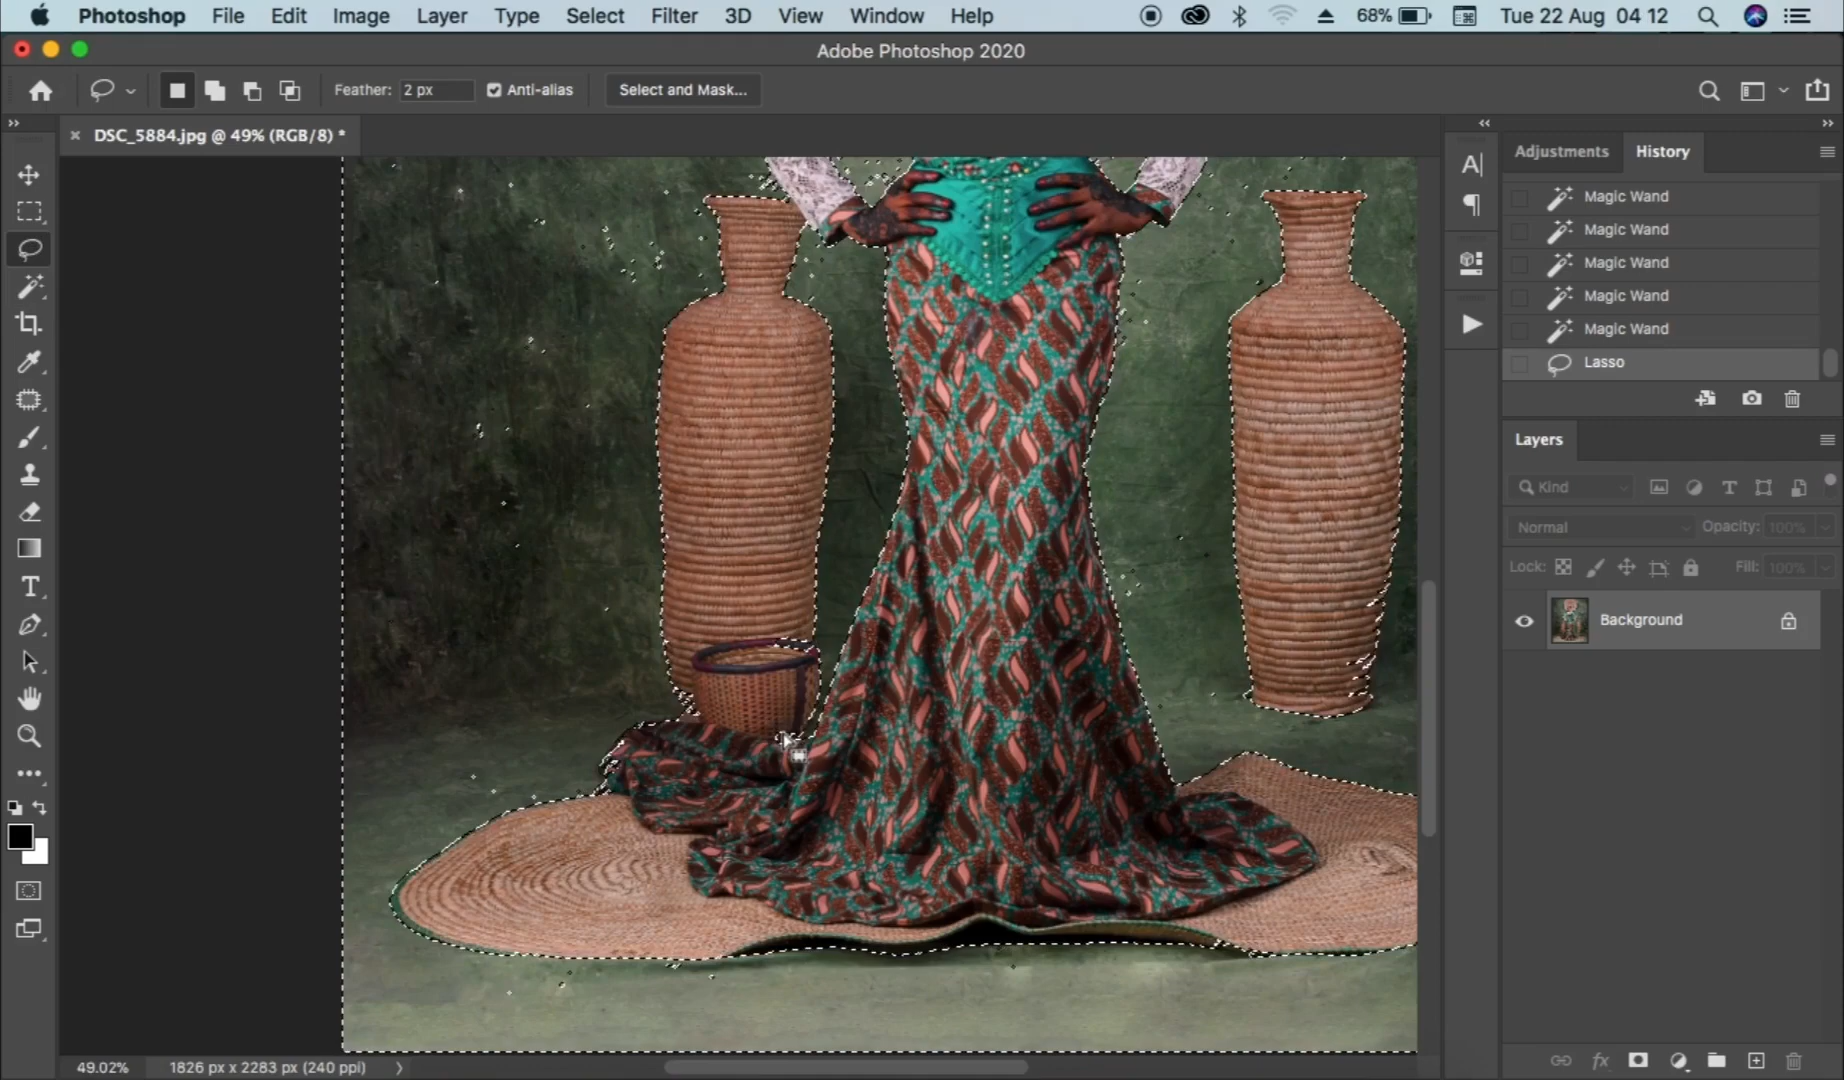 Photoshop File Edit Image Layer Type Select Filter 3D View Window Help 68% Tue 22 Aug 04 12
Adobe Photoshop 2020
Feather: 2 px Anti-alias Select and Mask...
DSC_5884.jpg @ 49% (RGB/8) *
Adjustments History
Magic Wand
Magic Wand
Magic Wand
Magic Wand
Magic Wand
Lasso
Layers
Kind
Normal Opacity: 100%
Lock: Fill: 100%
Background
49.02% 1826 px x 2283 px (240 ppi)